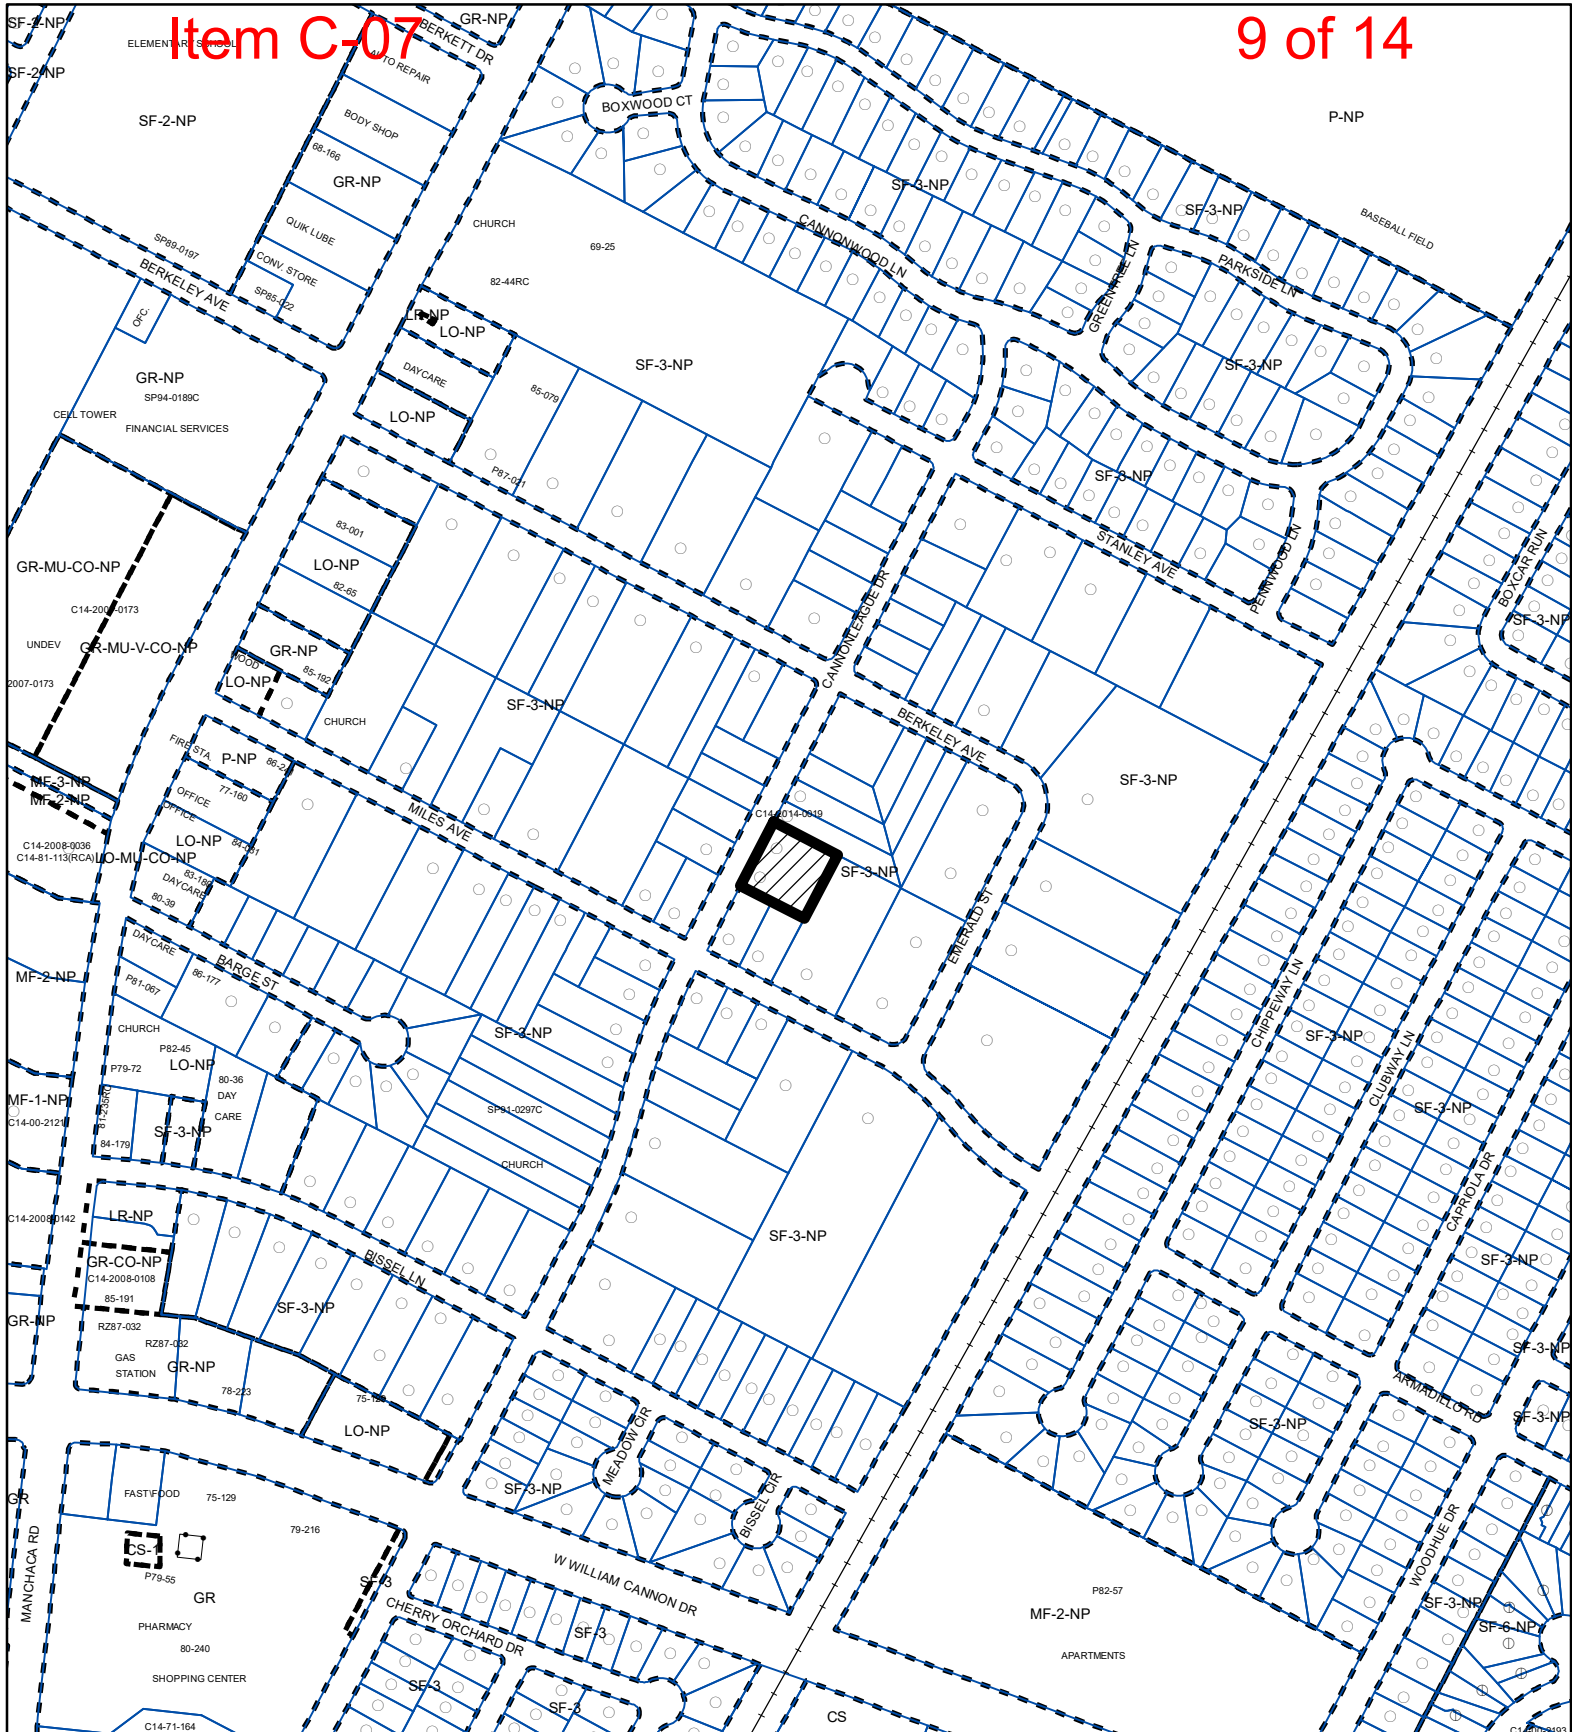 Item C-07
9 of 14
SF-2-NP
GR-NP
BERKETT DR
ELEMENTARY SCHOOL
SF-2-NP
AUTO REPAIR
SF-2-NP
BOXWOOD CT
P-NP
BODY SHOP
68-166
GR-NP
SF-3-NP
SF-3-NP
QUIK LUBE
CHURCH
69-25
CANNONWOOD LN
BASEBALL FIELD
SP89-0197
CONV. STORE
GREENTREE LN
PARKSIDE LN
BERKELEY AVE
SP85-022
82-44RC
OFC.
LR-NP
LO-NP
SF-3-NP
SF-3-NP
DAYCARE
GR-NP
SP94-0189C
85-079
CELL TOWER
LO-NP
FINANCIAL SERVICES
P87-021
SF-3-NP
83-001
STANLEY AVE
PENNWOOD LN
BOXCAR RUN
GR-MU-CO-NP
LO-NP
82-65
CANNONLEAGUE DR
SF-3-NP
UNDEV
GR-MU-V-CO-NP
GR-NP
85-192
LO-NP
2007-0173
SF-3-NP
CHURCH
BERKELEY AVE
FIRE STA.
P-NP
77-160
SF-3-NP
MF-3-NP
MF-2-NP
OFFICE
OFFICE
MILES AVE
C14-2014-0019
LO-NP
C14-2008-0036
C14-81-113(RCA)
LO-MU-CO-NP
SF-3-NP
83-186
DAYCARE
80-39
EMERALD ST
DAYCARE
BARGE ST
MF-2-NP
86-177
P81-067
CHIPPEWAY LN
CHURCH
SF-3-NP
SF-3-NP
P82-45
LO-NP
P79-72
CLUBWAY LN
80-36
DAY
CARE
MF-1-NP
C14-00-2121
81-235RC
SP91-0297C
SF-3-NP
84-179
SF-3-NP
CHURCH
CAPRIOLA DR
C14-2008-0142
LR-NP
SF-3-NP
GR-CO-NP
C14-2008-0108
BISSEL LN
SF-3-NP
85-191
SF-3-NP
GR-NP
RZ87-032
RZ87-032
GAS
STATION
GR-NP
SF-3-NP
78-223
ARMADILLO RD
LO-NP
MEADOW CIR
SF-3-NP
SF-3-NP
SF-3-NP
GR
FAST FOOD
75-129
BISSEL CIR
79-216
MANCHACA RD
CS-1
WOODHUE DR
P79-55
SF-3
W WILLIAM CANNON DR
P82-57
GR
CHERRY ORCHARD DR
MF-2-NP
SF-3-NP
PHARMACY
SF-3
SF-6-NP
80-240
APARTMENTS
SHOPPING CENTER
SF-3
SF-3
CS
C14-71-164